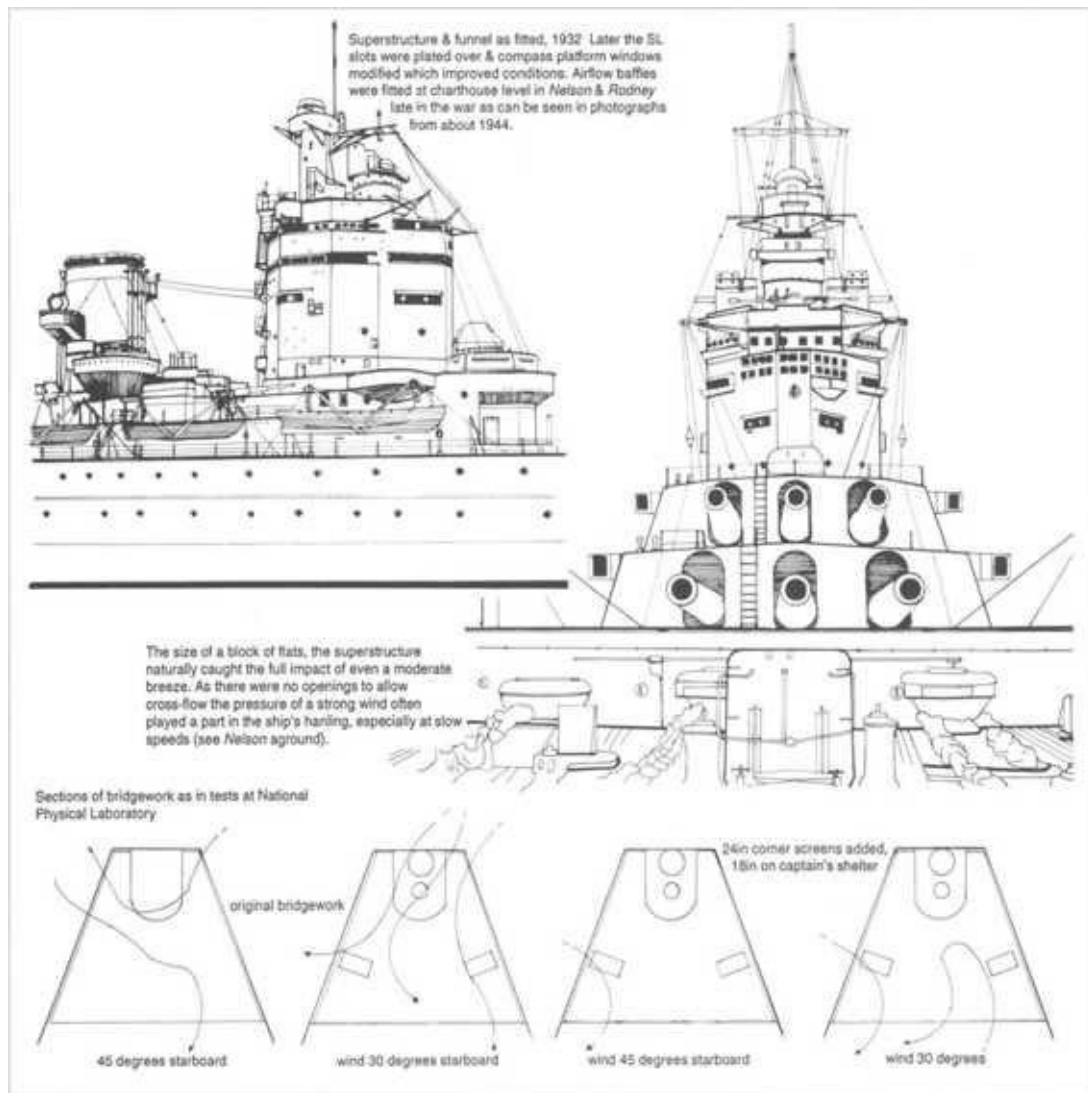 Superstructure & funnel as fitted, 1932 Later the SL
slots were plated over & compass platform windows
modified which improved conditions. Airflow baffles
were fitted at charthouse level in Nelson & Rodney
late in the war as can be seen in photographs
from about 1944.
The size of a block of flats, the superstructure
naturally caught the full impact of even a moderate
breeze. As there were no openings to allow
cross-flow the pressure of a strong wind often
played a part in the ship's hanling, especially at slow
speeds (see Nelson aground).
Sections of bridgework as in tests at National
Physical Laboratory
original bridgework
24in corner screens added,
18in on captain's shelter
45 degrees starboard
wind 30 degrees starboard
wind 45 degrees starboard
wind 30 degrees